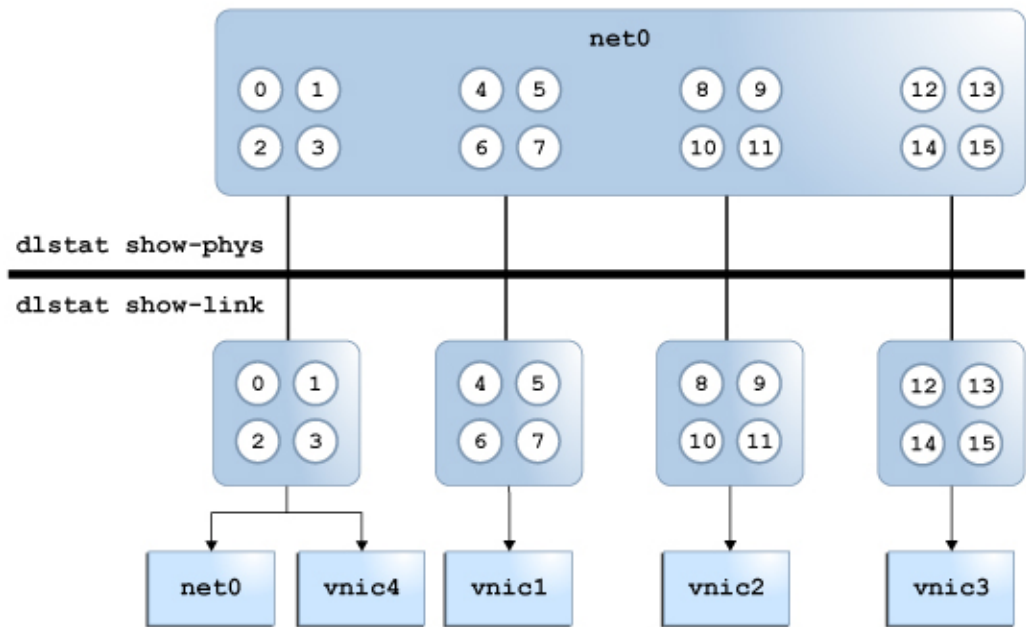 net0
0 1 4 5 8 9 12 13
2 3 6 7 10 11 14 15
dlstat show-phys
dlstat show-link
0 1 4 5 8 9 12 13
2 3 6 7 10 11 14 15
net0 vnic4 vnic1 vnic2 vnic3